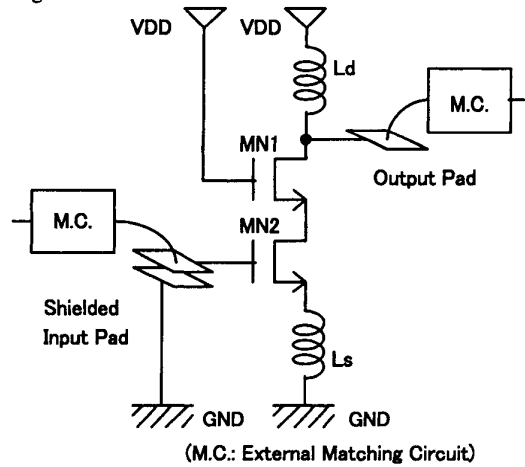 VDD VDD
Ld
M.C.
MN1
Output Pad
M.C.
MN2
Shielded
Input Pad
Ls
GND GND
(M.C.: External Matching Circuit)